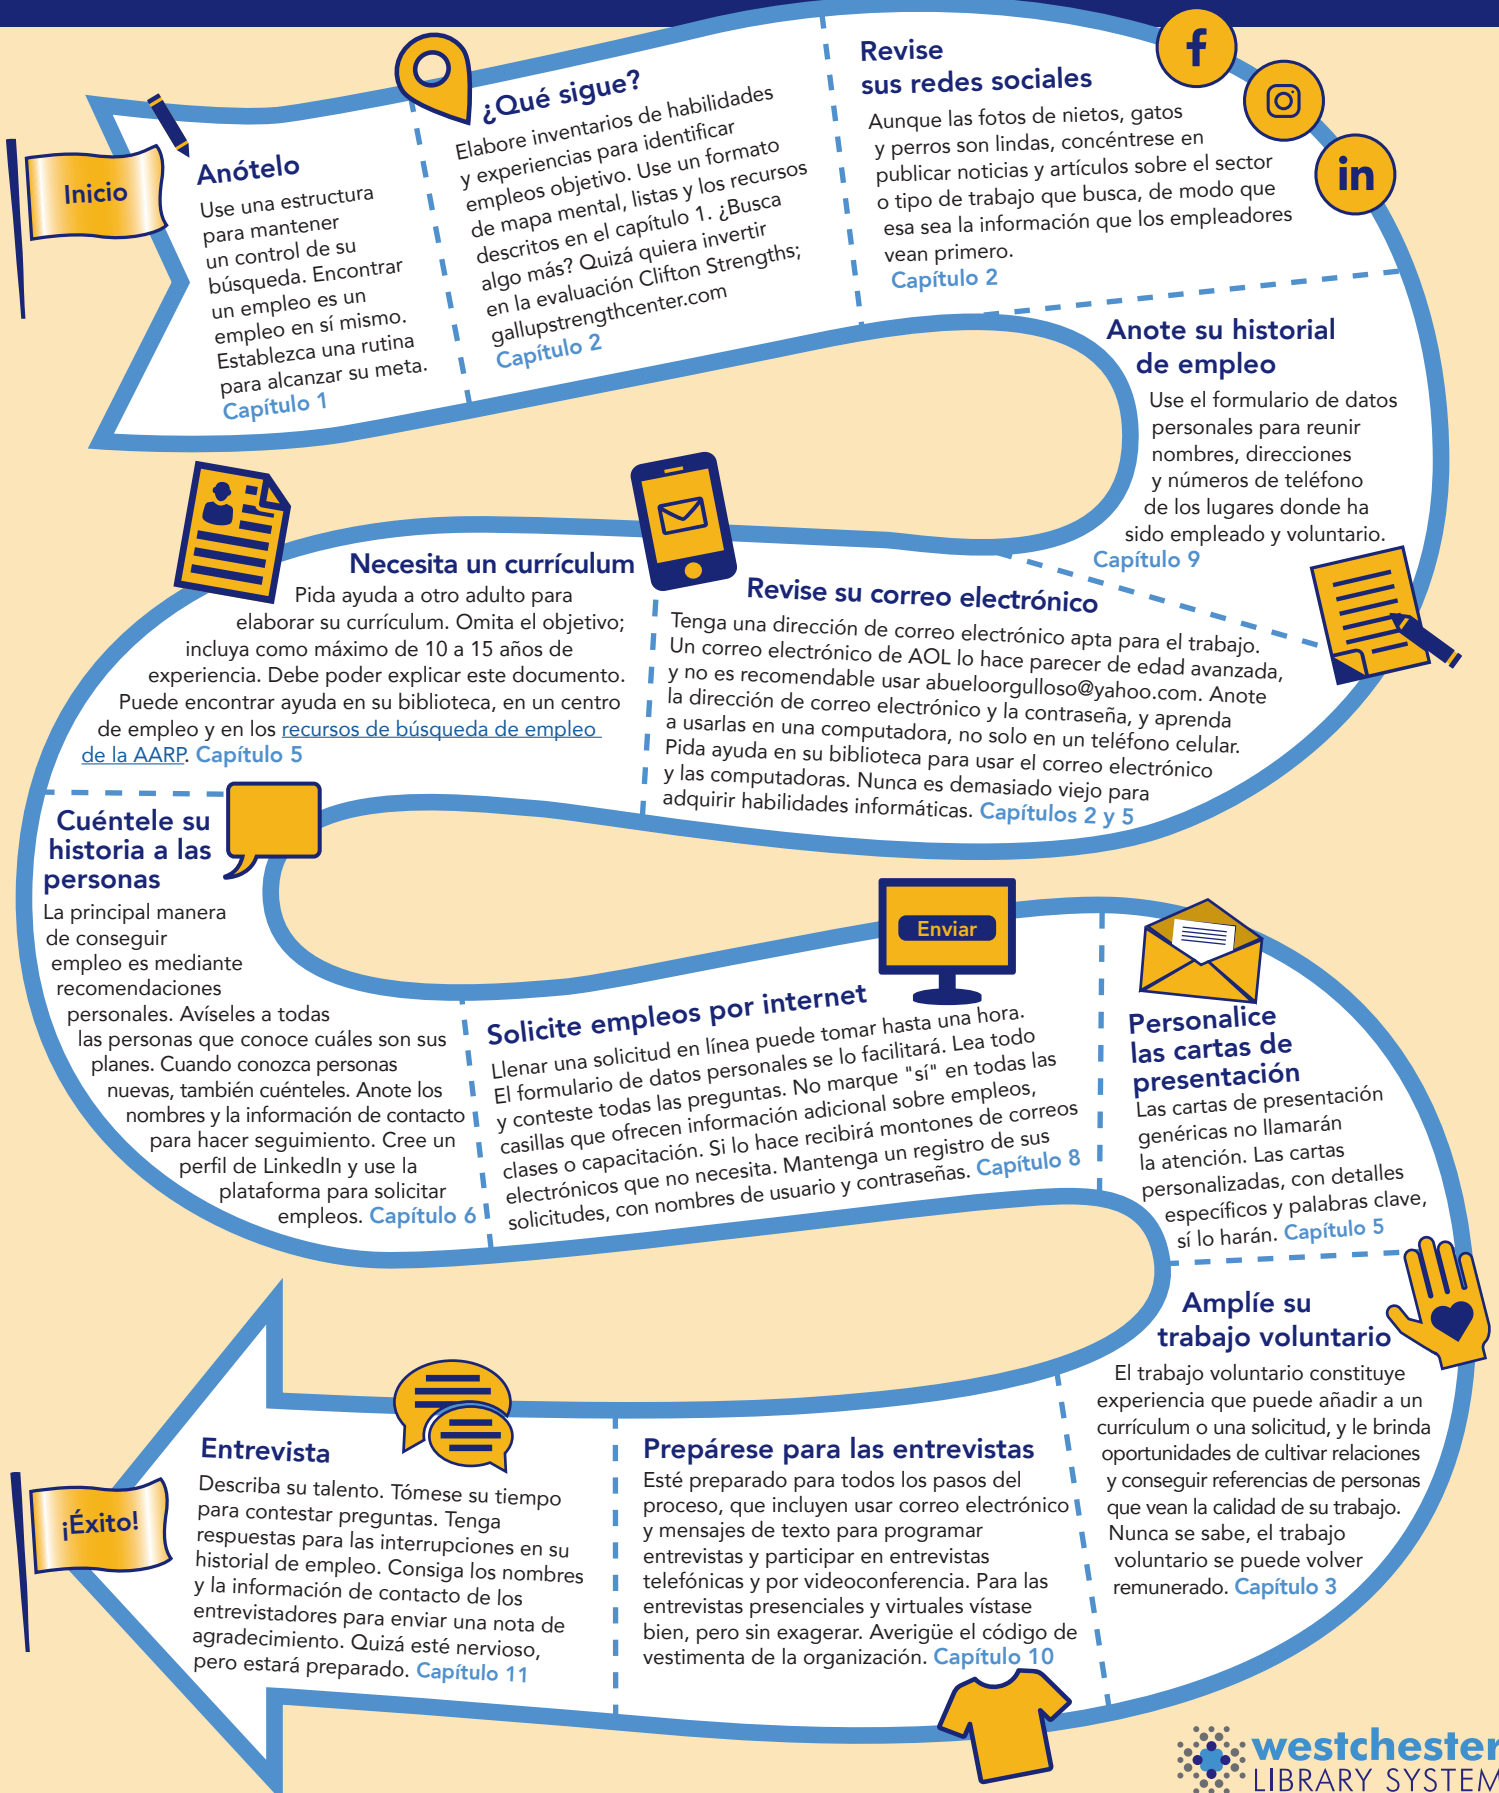 Inicio
Anótelo
Use una estructura
para mantener
un control de su
búsqueda. Encontrar
un empleo es un
empleo en sí mismo.
Establezca una rutina
para alcanzar su meta.
Capítulo 1
¿Qué sigue?
Elabore inventarios de habilidades
y experiencias para identificar
empleos objetivo. Use un formato
de mapa mental, listas y los recursos
descritos en el capítulo 1. ¿Busca
algo más? Quizá quiera invertir
en la evaluación Clifton Strengths;
gallupstrengthcenter.com
Capítulo 2
Revise
sus redes sociales
Aunque las fotos de nietos, gatos
y perros son lindas, concéntrese en
publicar noticias y artículos sobre el sector
o tipo de trabajo que busca, de modo que
esa sea la información que los empleadores
vean primero.
Capítulo 2
f
in
Anote su historial
de empleo
Use el formulario de datos
personales para reunir
nombres, direcciones
y números de teléfono
de los lugares donde ha
sido empleado y voluntario.
Capítulo 9
Revise su correo electrónico
Tenga una dirección de correo electrónico apta para el trabajo.
Un correo electrónico de AOL lo hace parecer de edad avanzada,
y no es recomendable usar abueloorgulloso@yahoo.com. Anote
la dirección de correo electrónico y la contraseña, y aprenda
a usarlas en una computadora, no solo en un teléfono celular.
Pida ayuda en su biblioteca para usar el correo electrónico
y las computadoras. Nunca es demasiado viejo para
adquirir habilidades informáticas. Capítulos 2 y 5
Necesita un currículum
Pida ayuda a otro adulto para
elaborar su currículum. Omita el objetivo;
incluya como máximo de 10 a 15 años de
experiencia. Debe poder explicar este documento.
Puede encontrar ayuda en su biblioteca, en un centro
de empleo y en los recursos de búsqueda de empleo
de la AARP. Capítulo 5
Cuéntele su
historia a las
personas
La principal manera
de conseguir
empleo es mediante
recomendaciones
personales. Avíseles a todas
las personas que conoce cuáles son sus
planes. Cuando conozca personas
nuevas, también cuénteles. Anote los
nombres y la información de contacto
para hacer seguimiento. Cree un
perfil de LinkedIn y use la
plataforma para solicitar
empleos. Capítulo 6
Enviar
Solicite empleos por internet
Llenar una solicitud en línea puede tomar hasta una hora.
El formulario de datos personales se lo facilitará. Lea todo
y conteste todas las preguntas. No marque "sí" en todas las
casillas que ofrecen información adicional sobre empleos,
clases o capacitación. Si lo hace recibirá montones de correos
electrónicos que no necesita. Mantenga un registro de sus
solicitudes, con nombres de usuario y contraseñas. Capítulo 8
Personalice
las cartas de
presentación
Las cartas de presentación
genéricas no llamarán
la atención. Las cartas
personalizadas, con detalles
específicos y palabras clave,
sí lo harán. Capítulo 5
Amplíe su
trabajo voluntario
El trabajo voluntario constituye
experiencia que puede añadir a un
currículum o una solicitud, y le brinda
oportunidades de cultivar relaciones
y conseguir referencias de personas
que vean la calidad de su trabajo.
Nunca se sabe, el trabajo
voluntario se puede volver
remunerado. Capítulo 3
Prepárese para las entrevistas
Esté preparado para todos los pasos del
proceso, que incluyen usar correo electrónico
y mensajes de texto para programar
entrevistas y participar en entrevistas
telefónicas y por videoconferencia. Para las
entrevistas presenciales y virtuales vístase
bien, pero sin exagerar. Averigüe el código de
vestimenta de la organización. Capítulo 10
Entrevista
Describa su talento. Tómese su tiempo
para contestar preguntas. Tenga
respuestas para las interrupciones en su
historial de empleo. Consiga los nombres
y la información de contacto de los
entrevistadores para enviar una nota de
agradecimiento. Quizá esté nervioso,
pero estará preparado. Capítulo 11
¡Éxito!
westchester
LIBRARY SYSTEM